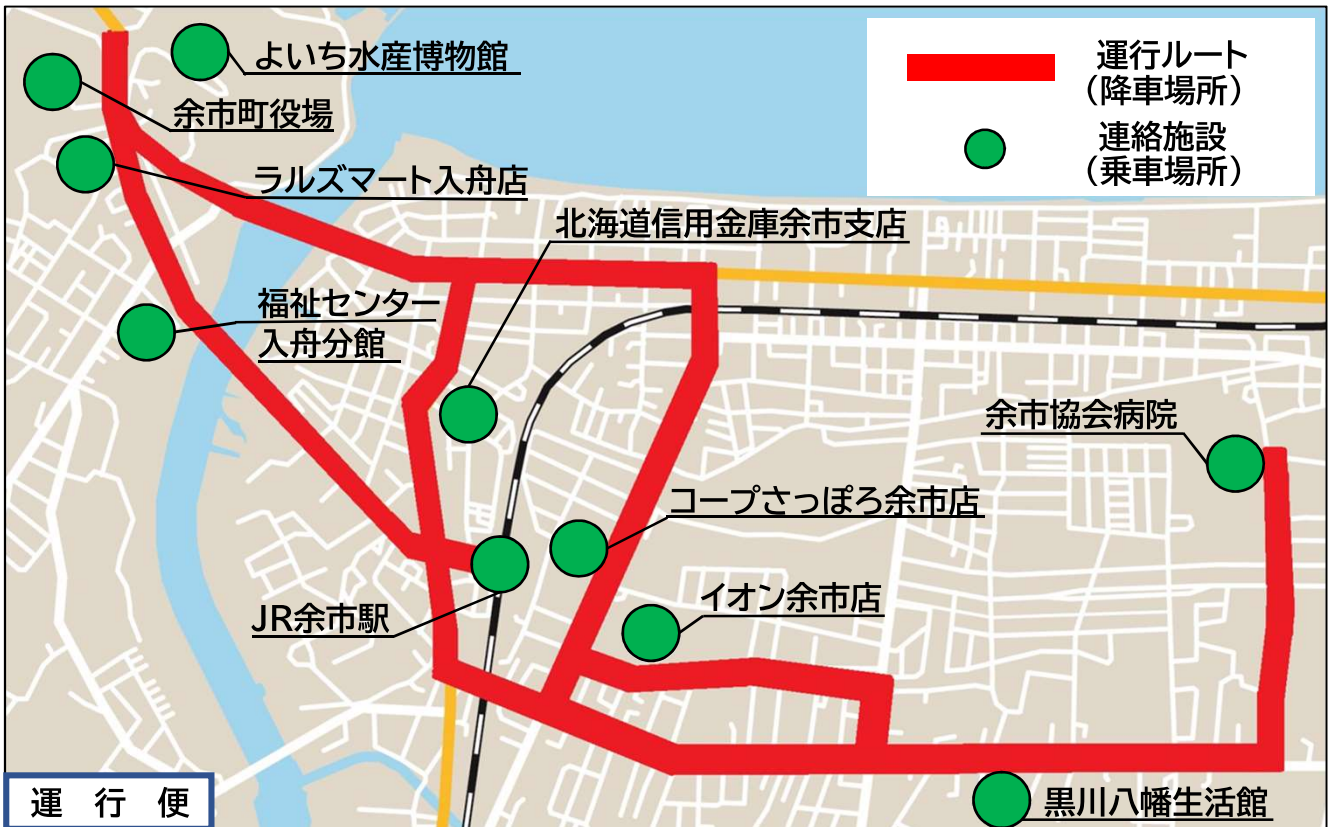 よいち水産博物館
余市町役場
ラルズマート入舟店
運行ルート
（降車場所）
連絡施設
（乗車場所）
北海道信用金庫余市支店
福祉センター
入舟分館
余市協会病院
コープさっぽろ余市店
イオン余市店
JR余市駅
黒川八幡生活館
運 行 便